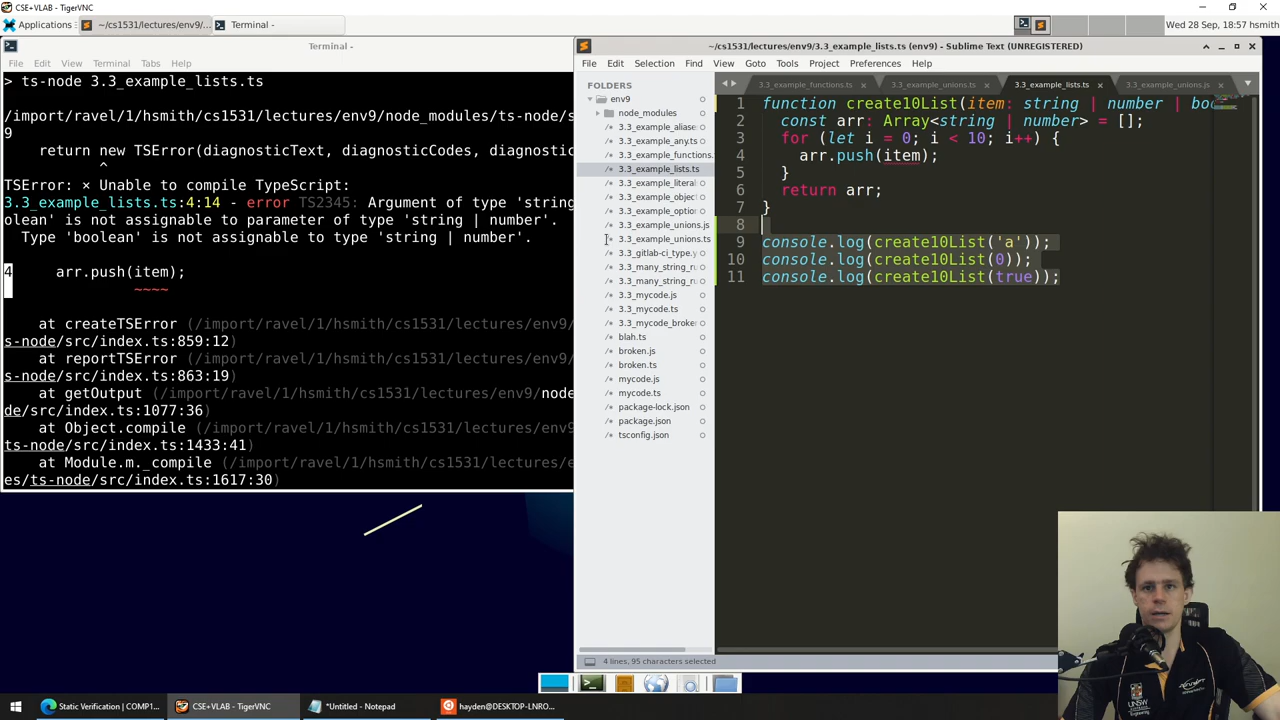 CSE+VLAB - TigerVNC
Applications
~/cs1531/lectures/env9/...
Terminal -
Wed 28 Sep, 18:57 hsmith
Terminal -
File Edit View Terminal Tabs Help
> ts-node 3.3_example_lists.ts
/import/ravel/1/hsmith/cs1531/lectures/env9/node_modules/ts-node/s
9
return new TSError(diagnosticText, diagnosticCodes, diagnostic
^
TSError: ⨯ Unable to compile TypeScript:
3.3_example_lists.ts:4:14 - error TS2345: Argument of type 'string
olean' is not assignable to parameter of type 'string | number'.
Type 'boolean' is not assignable to type 'string | number'.
4 arr.push(item);
~~~~
at createTSError (/import/ravel/1/hsmith/cs1531/lectures/env9/
ts-node/src/index.ts:859:12)
at reportTSError (/import/ravel/1/hsmith/cs1531/lectures/env9/
ts-node/src/index.ts:863:19)
at getOutput (/import/ravel/1/hsmith/cs1531/lectures/env9/node
de/src/index.ts:1077:36)
at Object.compile (/import/ravel/1/hsmith/cs1531/lectures/env9
ts-node/src/index.ts:1433:41)
at Module.m._compile (/import/ravel/1/hsmith/cs1531/lectures/e
es/ts-node/src/index.ts:1617:30)
~/cs1531/lectures/env9/3.3_example_lists.ts (env9) - Sublime Text (UNREGISTERED)
File Edit Selection Find View Goto Tools Project Preferences Help
FOLDERS
env9
node_modules
3.3_example_aliase
3.3_example_any.ts
3.3_example_functions.
3.3_example_lists.ts
3.3_example_litera
3.3_example_objec
3.3_example_optio
3.3_example_unions.js
3.3_example_unions.ts
3.3_gitlab-ci_type.y
3.3_many_string_ru
3.3_many_string_ru
3.3_mycode.js
3.3_mycode.ts
3.3_mycode_broke
blah.ts
broken.js
broken.ts
mycode.js
mycode.ts
package-lock.json
package.json
tsconfig.json
3.3_example_functions.ts
3.3_example_unions.ts
3.3_example_lists.ts
3.3_example_unions.js
1 function create10List(item: string | number | boo
2 const arr: Array<string | number> = [];
3 for (let i = 0; i < 10; i++) {
4 arr.push(item);
5 }
6 return arr;
7 }
8
9 console.log(create10List('a'));
10 console.log(create10List(0));
11 console.log(create10List(true));
4 lines, 95 characters selected
Static Verification | COMP1...
CSE+VLAB - TigerVNC
*Untitled - Notepad
hayden@DESKTOP-LNRO...
UNSW